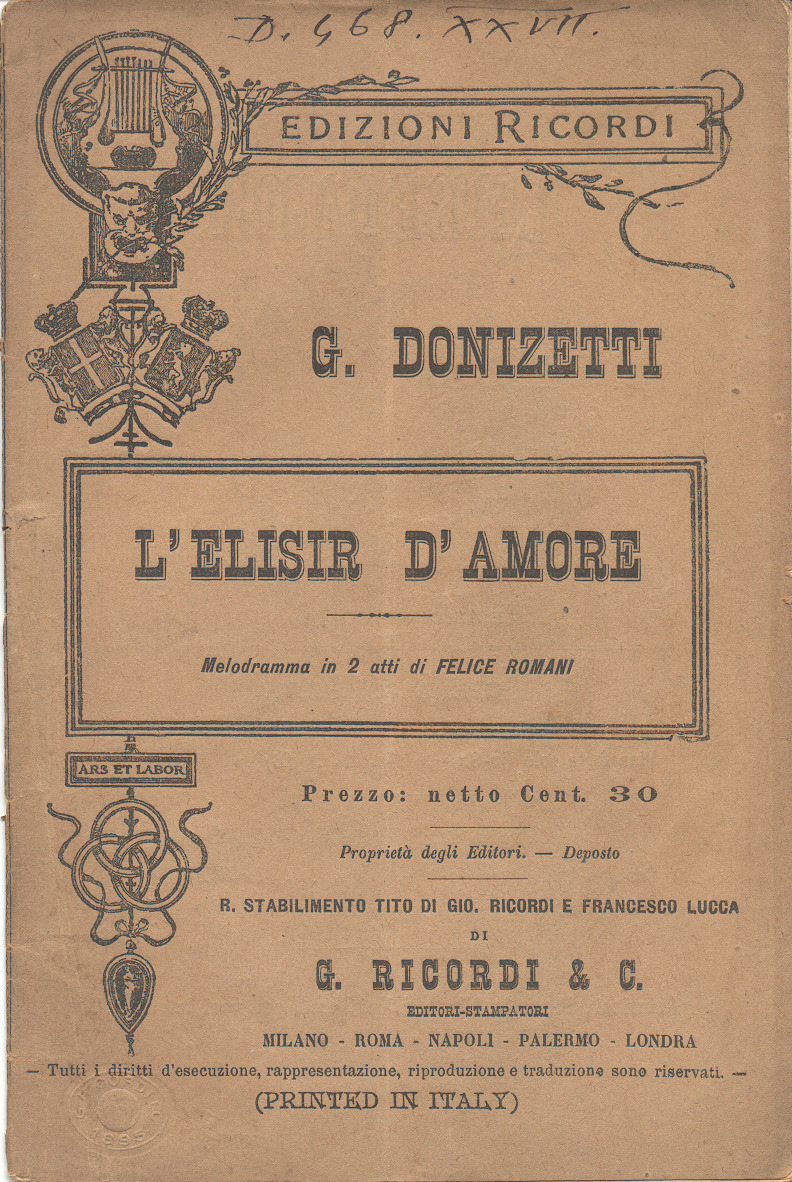 D. 468. XXVII.
EDIZIONI RICORDI
G. DONIZETTI
L'ELISIR D'AMORE
Melodramma in 2 atti di FELICE ROMANI
ARS ET LABOR
Prezzo: netto Cent. 30
Proprietà degli Editori. — Deposto
R. STABILIMENTO TITO DI GIO. RICORDI E FRANCESCO LUCCA
DI
G. RICORDI & C.
EDITORI-STAMPATORI
MILANO - ROMA - NAPOLI - PALERMO - LONDRA
— Tutti i diritti d'esecuzione, rappresentazione, riproduzione e traduzione sono riservati. —
(PRINTED IN ITALY)
1895